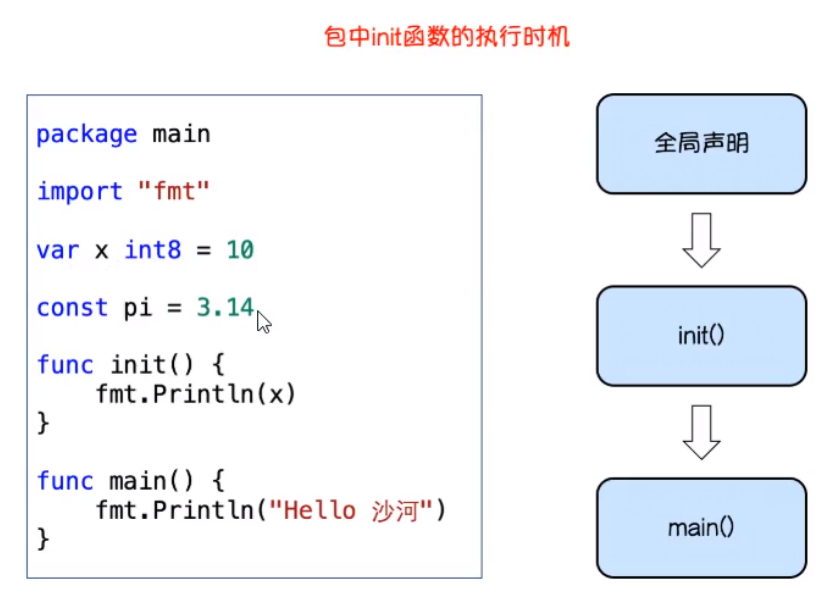 包中init函数的执行时机
package main
import "fmt"
var x int8 = 10
const pi = 3.14
func init() {
    fmt.Println(x)
}
func main() {
    fmt.Println("Hello 沙河")
}
全局声明
init()
main()